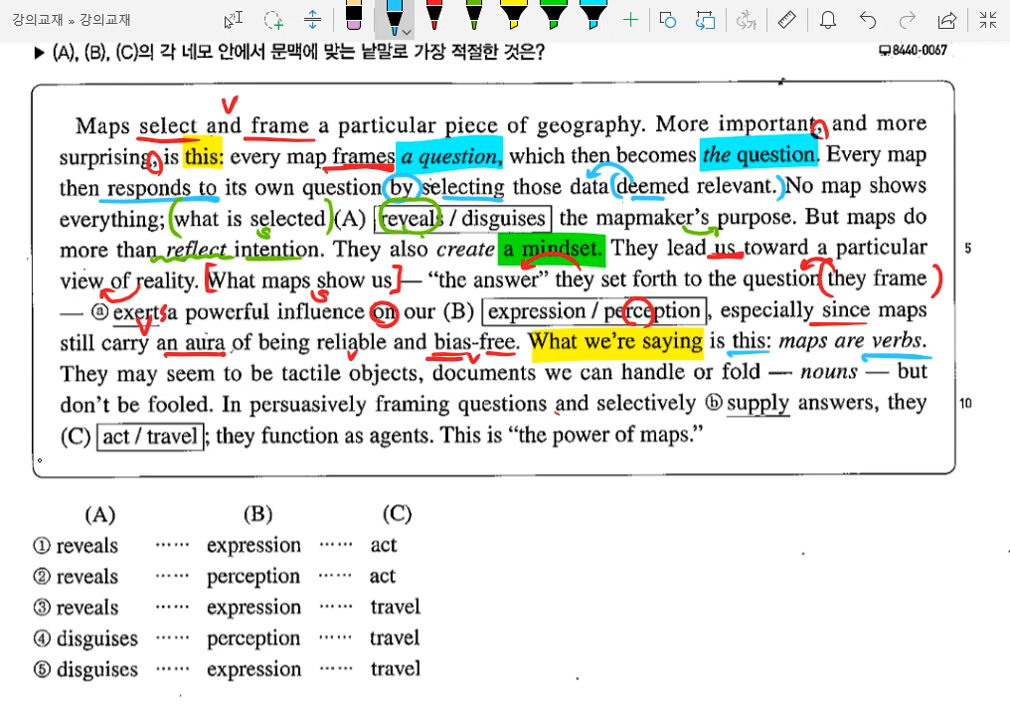 강의교재 » 강의교재
▶ (A), (B), (C)의 각 네모 안에서 문맥에 맞는 낱말로 가장 적절한 것은?
8440-0067
Maps select and frame a particular piece of geography. More important, and more
surprising, is this: every map frames a question, which then becomes the question. Every map
then responds to its own question by selecting those data deemed relevant. No map shows
everything; what is selected (A) reveals / disguises the mapmaker's purpose. But maps do
more than reflect intention. They also create a mindset. They lead us toward a particular
5
view of reality. What maps show us — "the answer" they set forth to the question they frame
— ⓐ exerts a powerful influence on our (B) expression / perception, especially since maps
still carry an aura of being reliable and bias-free. What we're saying is this: maps are verbs.
They may seem to be tactile objects, documents we can handle or fold — nouns — but
don't be fooled. In persuasively framing questions and selectively ⓑ supply answers, they
10
(C) act / travel; they function as agents. This is "the power of maps."
(A) (B) (C)
① reveals ······ expression ······ act
② reveals ······ perception ······ act
③ reveals ······ expression ······ travel
④ disguises ······ perception ······ travel
⑤ disguises ······ expression ······ travel